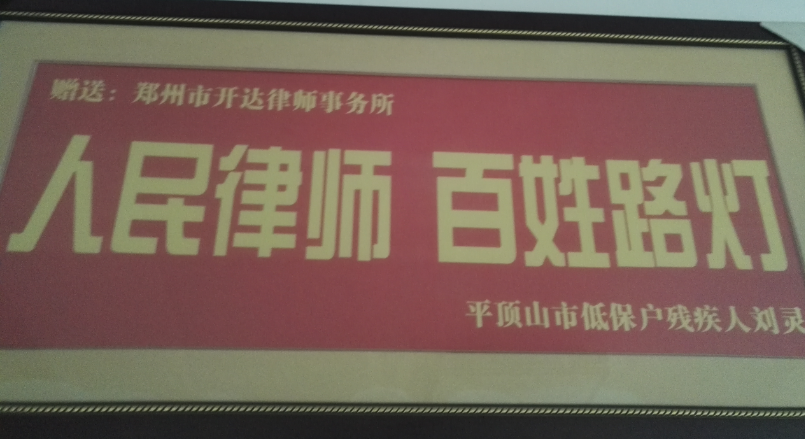 赠送：郑州市开达律师事务所
人民律师 百姓路灯
平顶山市低保户残疾人刘灵